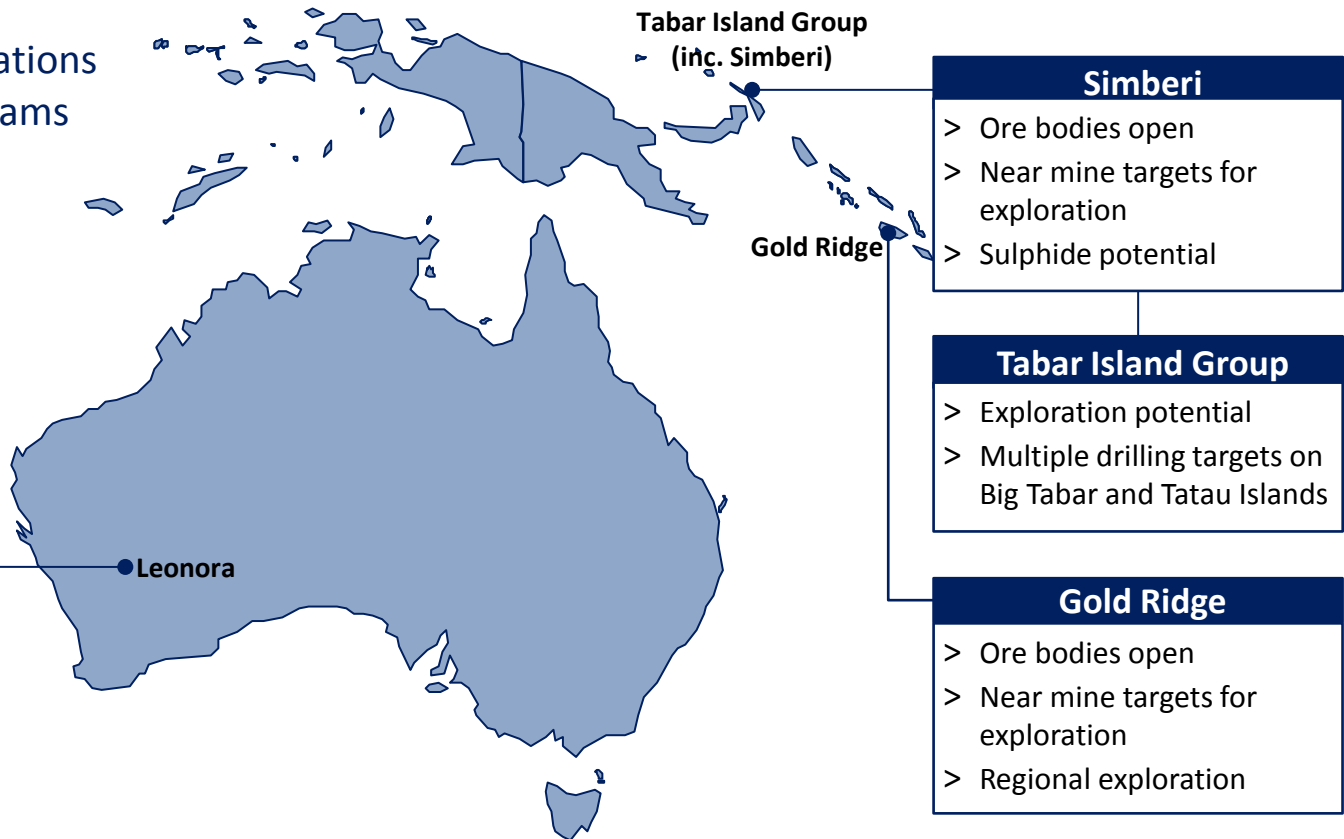 ations
ams
Tabar Island Group
(inc. Simberi)
Gold Ridge
Leonora
Simberi
> Ore bodies open
> Near mine targets for
exploration
> Sulphide potential
Tabar Island Group
> Exploration potential
> Multiple drilling targets on
Big Tabar and Tatau Islands
Gold Ridge
> Ore bodies open
> Near mine targets for
exploration
> Regional exploration